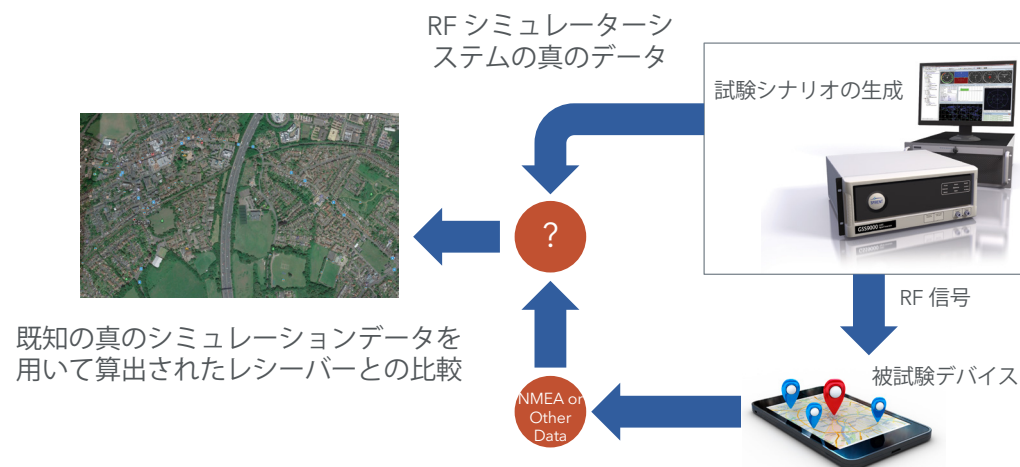 RF シミュレーターシ
ステムの真のデータ
試験シナリオの生成
GSS9000
?
RF 信号
既知の真のシミュレーションデータを
用いて算出されたレシーバーとの比較
被試験デバイス
NMEA or
Other
Data